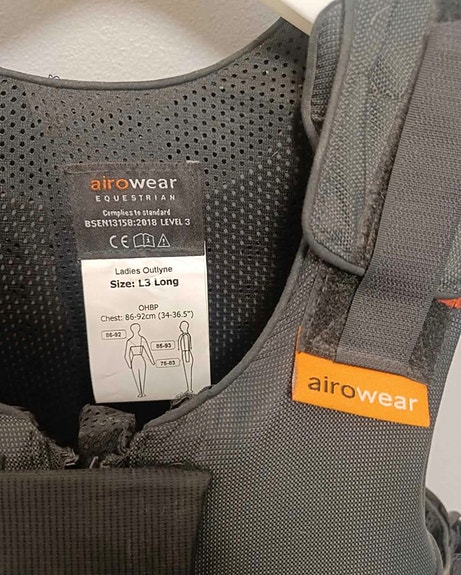 airowear
EQUESTRIAN
Complies to standard
BSEN13158:2018 LEVEL 3
CE
Ladies Outlyne
Size: L3 Long
OHBP
Chest: 86-92cm (34-36.5")
86-92
86-93
76-83
airowear